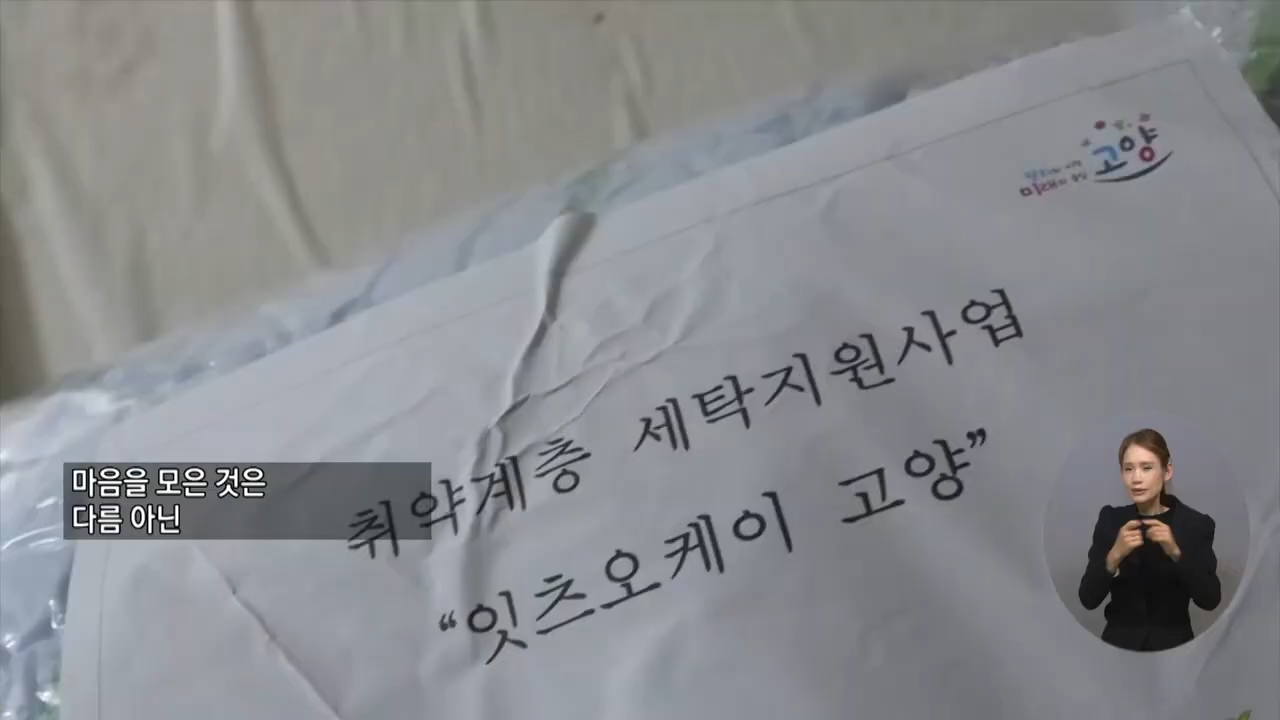 고양
취약계층 세탁지원사업
“잇츠오케이 고양”
마음을 모은 것은
다름 아닌